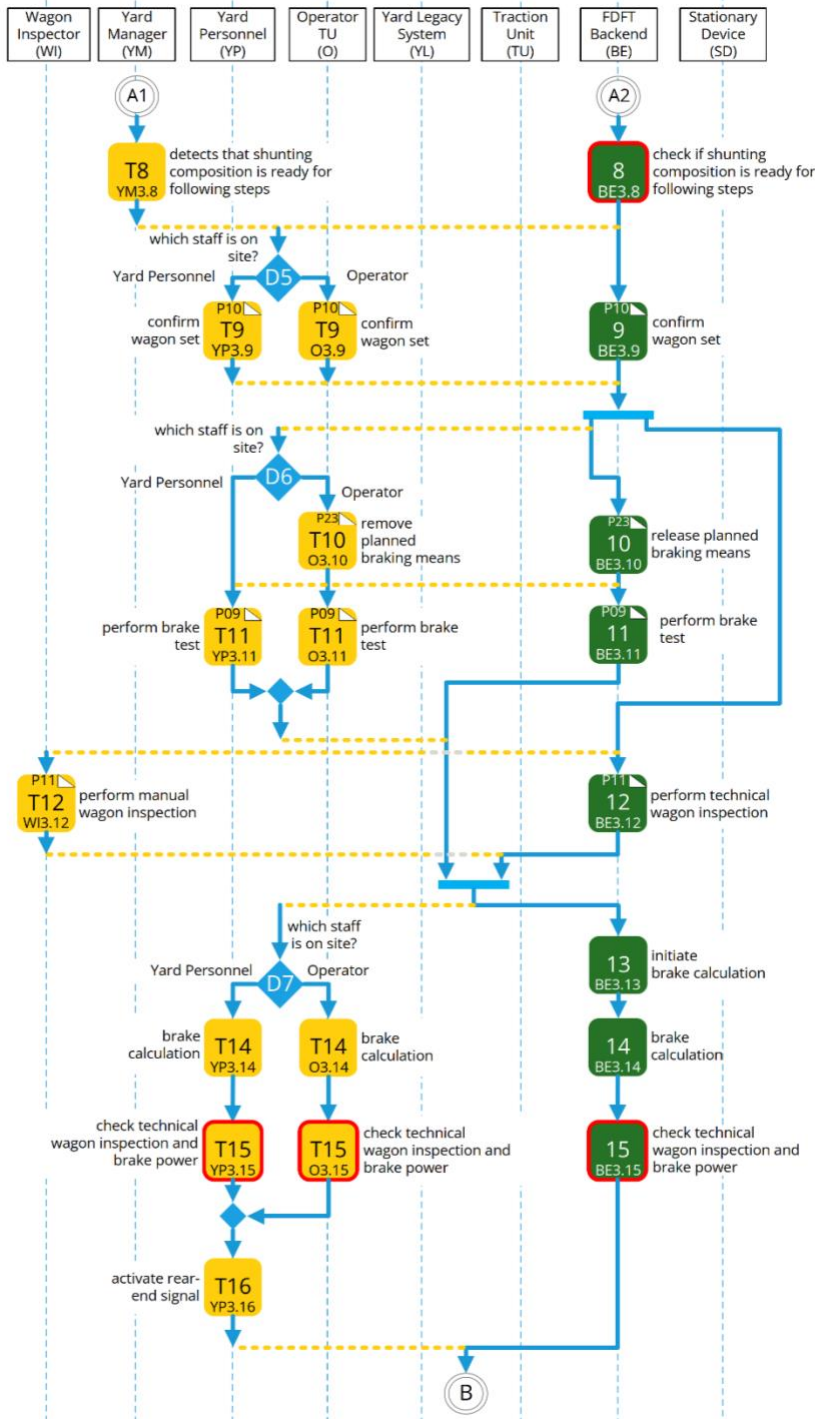 Wagon
Inspector
(WI)
Yard
Manager
(YM)
Yard
Personnel
(YP)
Operator
TU
(O)
Yard Legacy
System
(YL)
Traction
Unit
(TU)
FDFT
Backend
(BE)
Stationary
Device
(SD)
A1
A2
T8
YM3.8
detects that shunting
composition is ready for
following steps
8
BE3.8
check if shunting
composition is ready for
following steps
which staff is on
site?
Yard Personnel
D5
Operator
confirm
wagon set
P10
T9
YP3.9
P10
T9
O3.9
confirm
wagon set
P10
9
BE3.9
confirm
wagon set
which staff is on
site?
Yard Personnel
D6
Operator
P23
T10
O3.10
remove
planned
braking means
P23
10
BE3.10
release planned
braking means
perform brake
test
P09
T11
YP3.11
P09
T11
O3.11
perform brake
test
P09
11
BE3.11
perform brake
test
P11
T12
WI3.12
perform manual
wagon inspection
P11
12
BE3.12
perform technical
wagon inspection
which staff
is on site?
Yard Personnel
D7
Operator
13
BE3.13
initiate
brake calculation
brake
calculation
T14
YP3.14
T14
O3.14
brake
calculation
14
BE3.14
brake
calculation
check technical
wagon inspection and
brake power
T15
YP3.15
T15
O3.15
check technical
wagon inspection and
brake power
15
BE3.15
check technical
wagon inspection and
brake power
activate rear-
end signal
T16
YP3.16
B